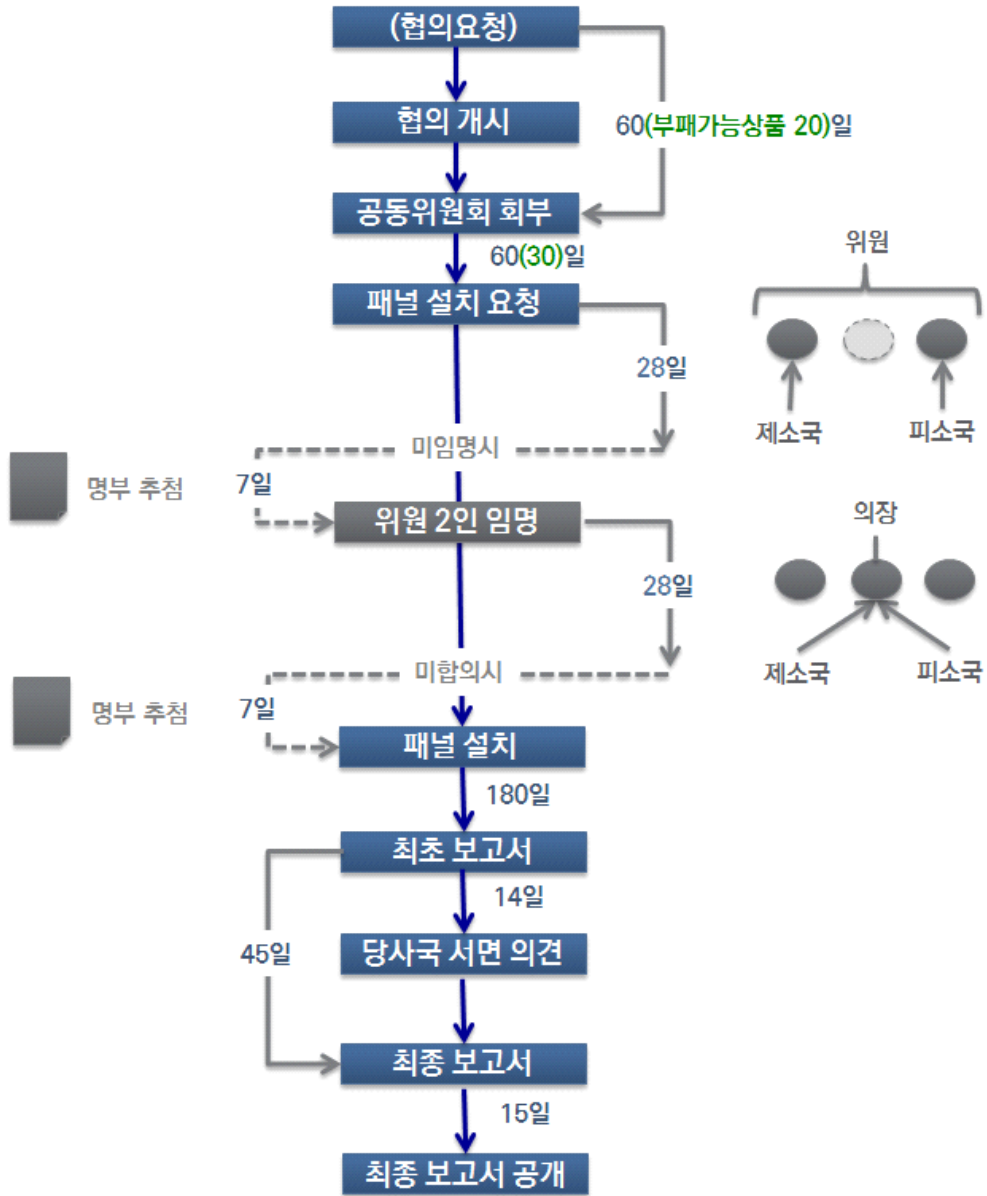 (협의요청)
협의 개시
60(부패가능상품 20)일
공동위원회 회부
60(30)일
위원
패널 설치 요청
28일
제소국
피소국
미임명시
명부 추첨
7일
위원 2인 임명
의장
28일
제소국
피소국
미합의시
명부 추첨
7일
패널 설치
180일
최초 보고서
14일
45일
당사국 서면 의견
최종 보고서
15일
최종 보고서 공개